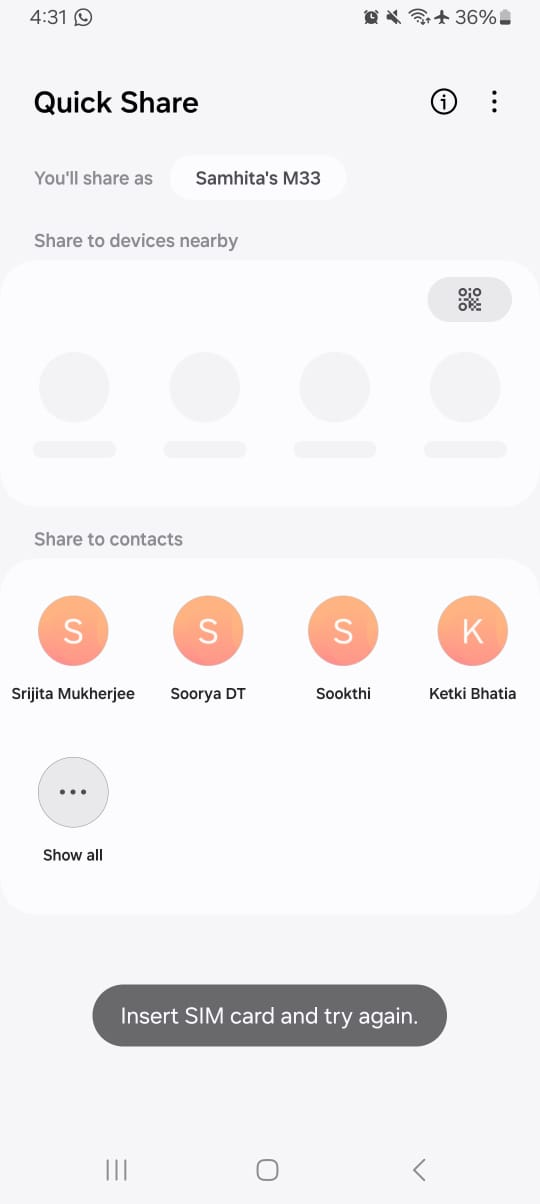 4:31 36%
Quick Share
You'll share as Samhita's M33
Share to devices nearby
Share to contacts
S S S K
Srijita Mukherjee Soorya DT Sookthi Ketki Bhatia
Show all
Insert SIM card and try again.